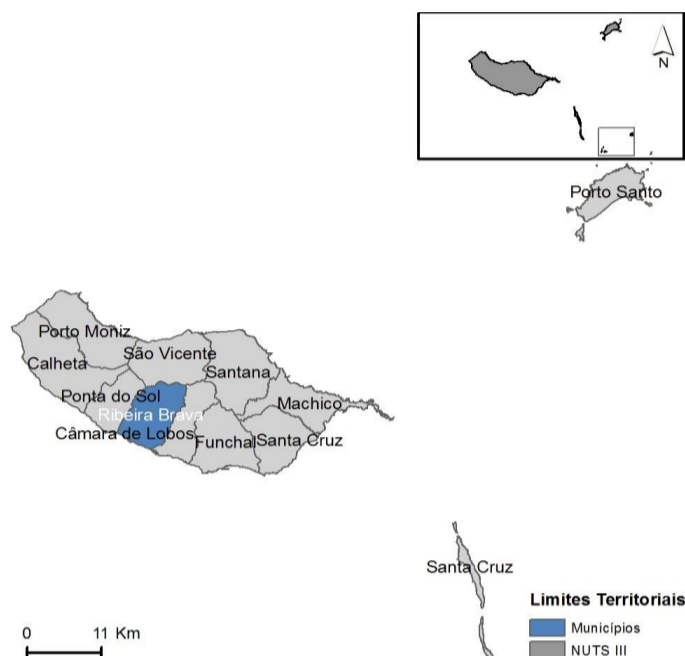 N
Porto Santo
Porto Moniz
São Vicente
Calheta
Santana
Ponta do Sol
Machico
Ribeira Brava
Câmara de Lobos
Funchal
Santa Cruz
Santa Cruz
Limites Territoriais
0 11 Km
Municípios
NUTS III